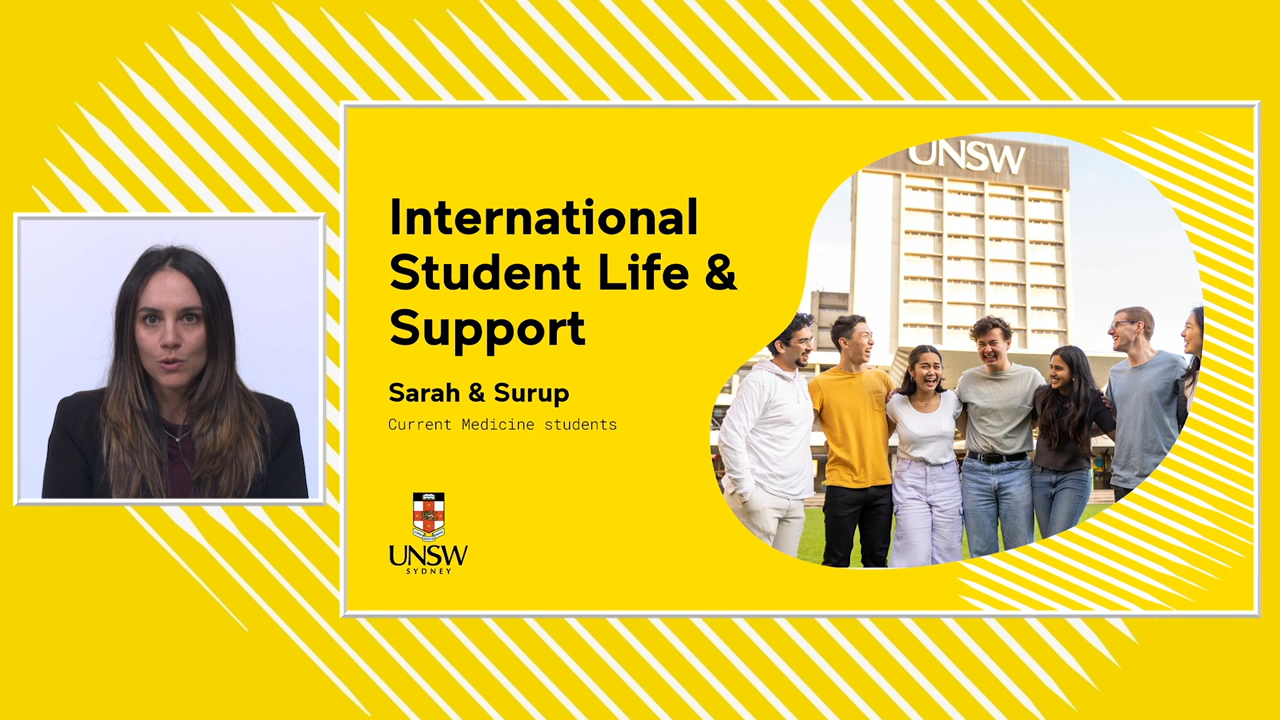 UNSW
International
Student Life &
Support
Sarah & Surup
Current Medicine students
UNSW
SYDNEY